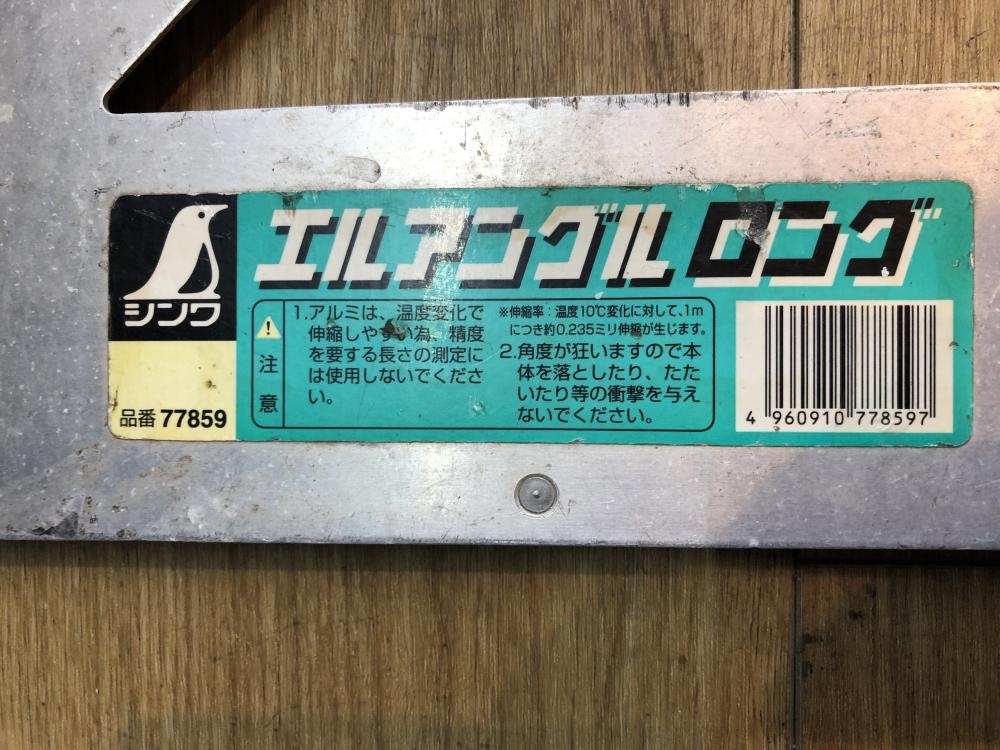 エルアングル ロング
シンワ
品番 77859
注意
1.アルミは、温度変化で
伸縮しやすい為、精度
を要する長さの測定に
は使用しないでくださ
い。
※伸縮率:温度10℃変化に対して、1m
につき約0.235ミリ伸縮が生じます。
2.角度が狂いますので本
体を落としたり、たた
いたり等の衝撃を与え
ないでください。
4 960910 778597